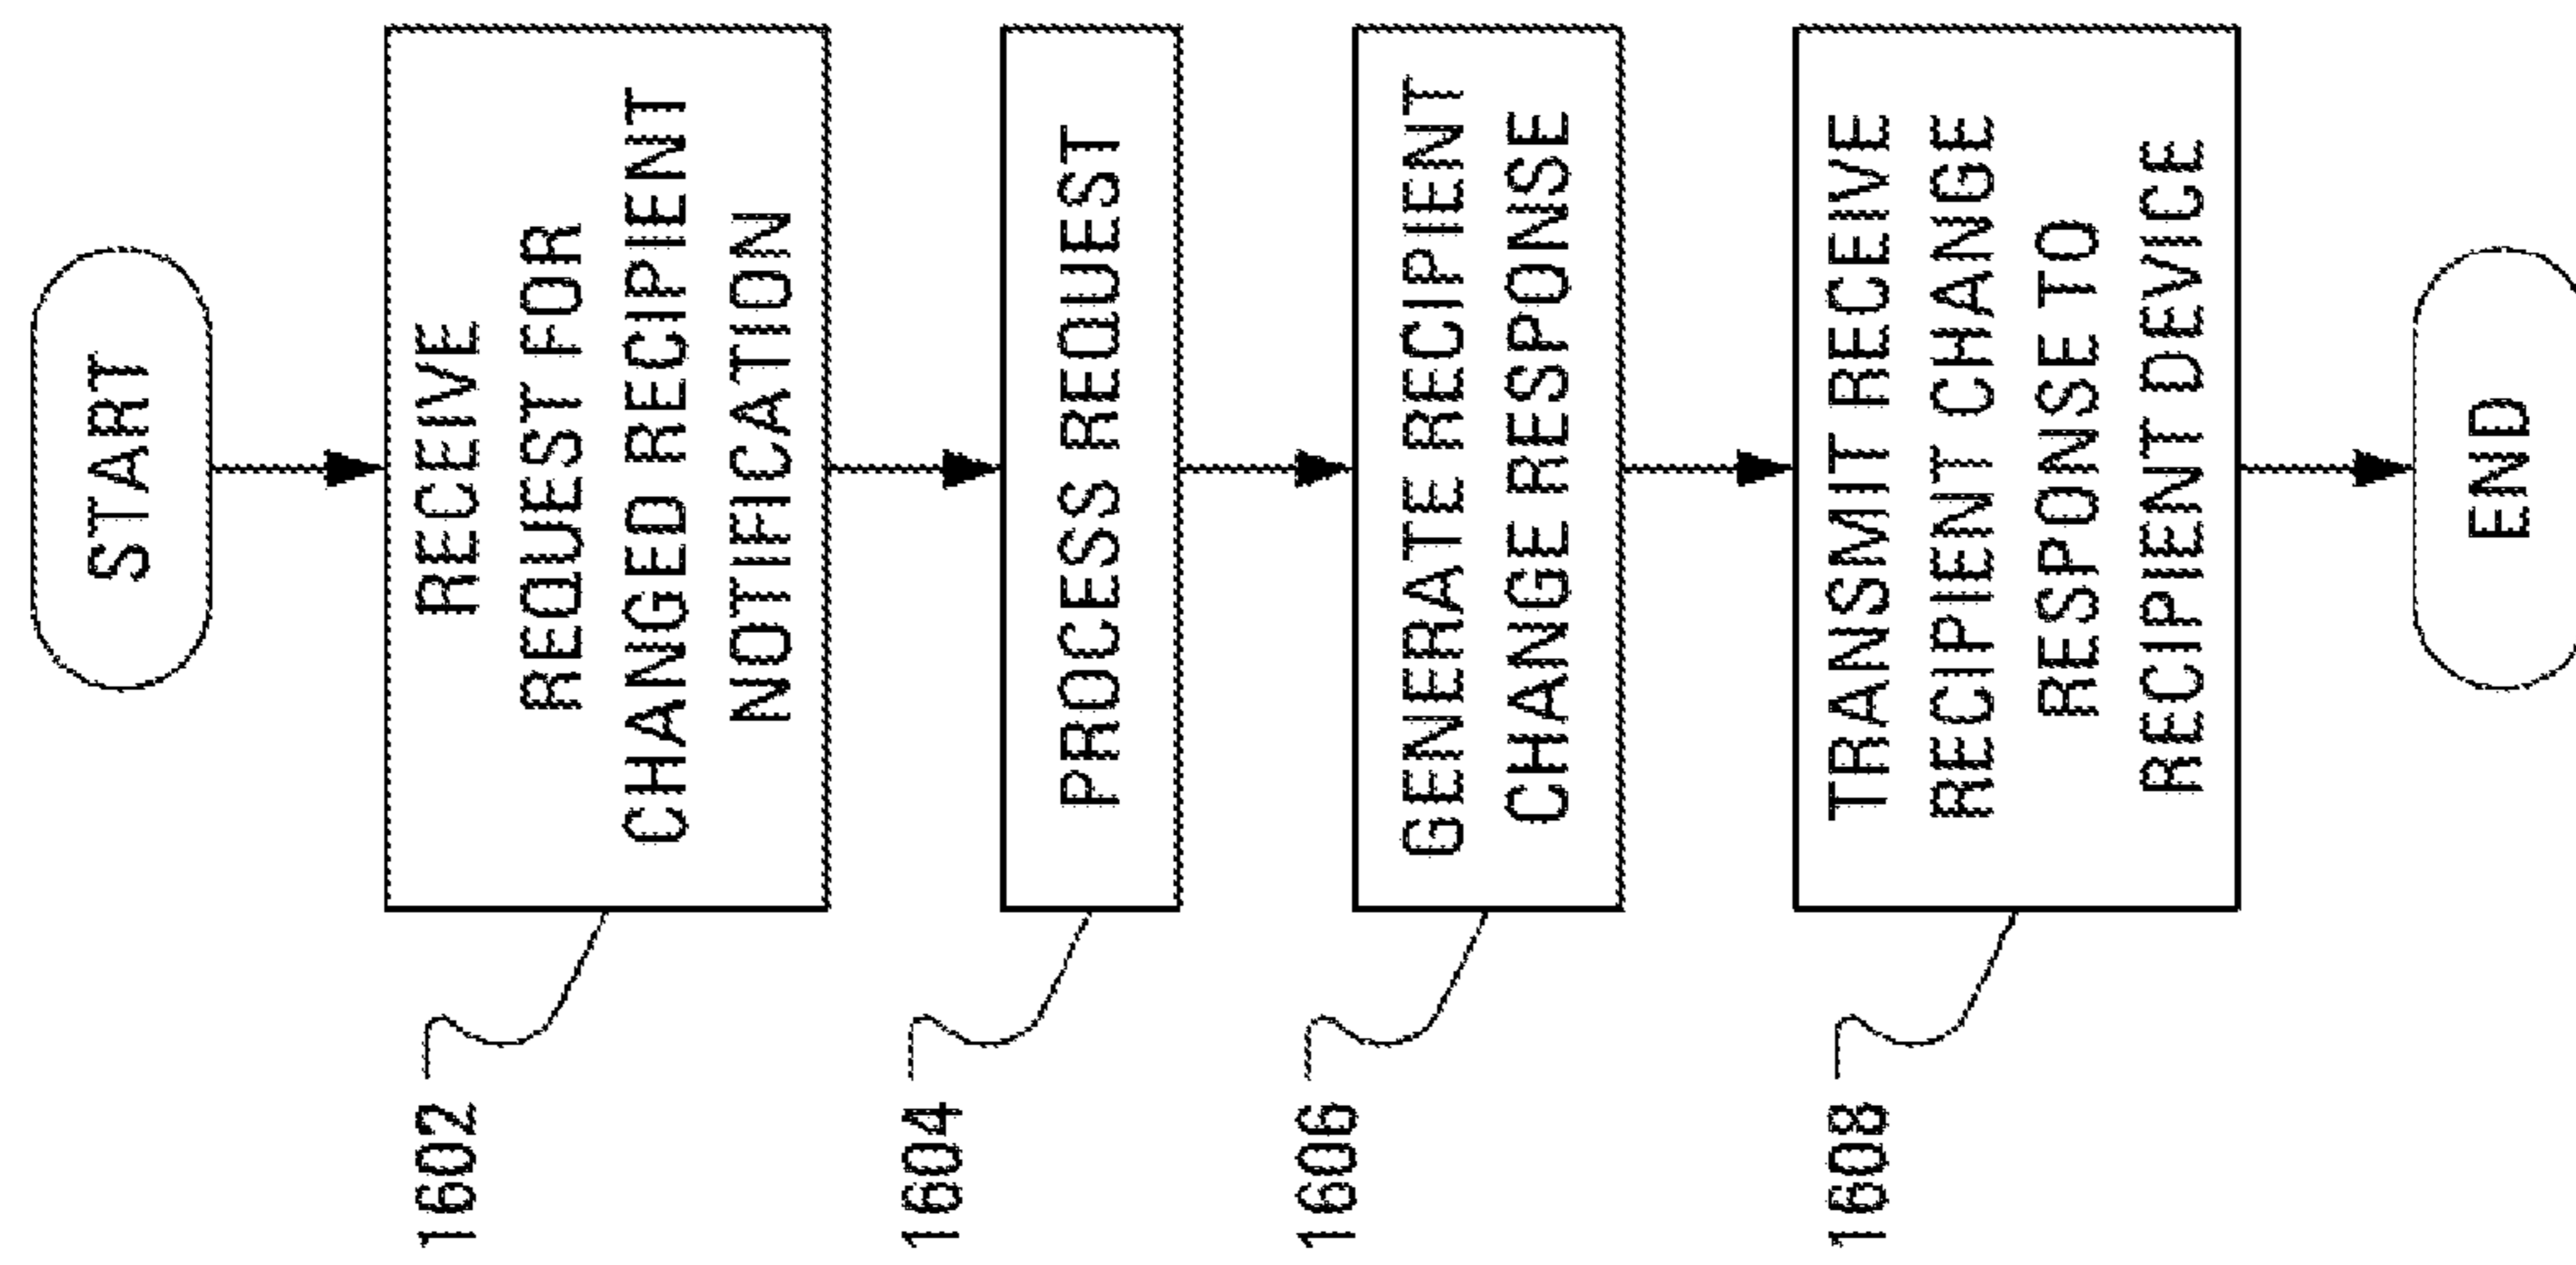 START
RECEIVE
REQUEST FOR
CHANGED RECIPIENT
NOTIFICATION
1602
PROCESS REQUEST
1604
GENERATE RECIPIENT
CHANGE RESPONSE
1606
TRANSMIT RECEIVE
RECIPIENT CHANGE
RESPONSE TO
RECIPIENT DEVICE
1608
END